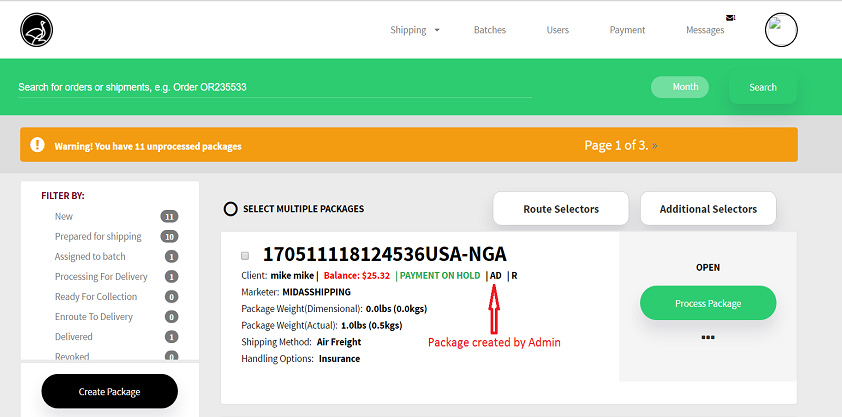 Shipping
Batches
Users
Payment
Messages
Search for orders or shipments, e.g. Order OR235533
Month
Search
Warning! You have 11 unprocessed packages
Page 1 of 3. »
FILTER BY:
New 11
Prepared for shipping 10
Assigned to batch 1
Processing For Delivery 1
Ready For Collection 0
Enroute To Delivery 0
Delivered 1
Revoked 0
Create Package
SELECT MULTIPLE PACKAGES
Route Selectors
Additional Selectors
170511118124536USA-NGA
Client: mike mike | Balance: $25.32 | PAYMENT ON HOLD | AD | R
Marketer: MIDASSHIPPING
Package Weight(Dimensional): 0.0lbs (0.0kgs)
Package Weight(Actual): 1.0lbs (0.5kgs)
Shipping Method: Air Freight
Handling Options: Insurance
Package created by Admin
OPEN
Process Package